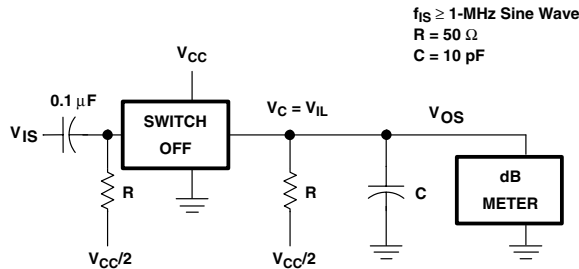 f_IS ≥ 1-MHz Sine Wave
R = 50 Ω
C = 10 pF
V_CC
0.1 μF
V_IS
SWITCH
OFF
V_C = V_IL
V_OS
R
R
C
dB
METER
V_CC/2
V_CC/2